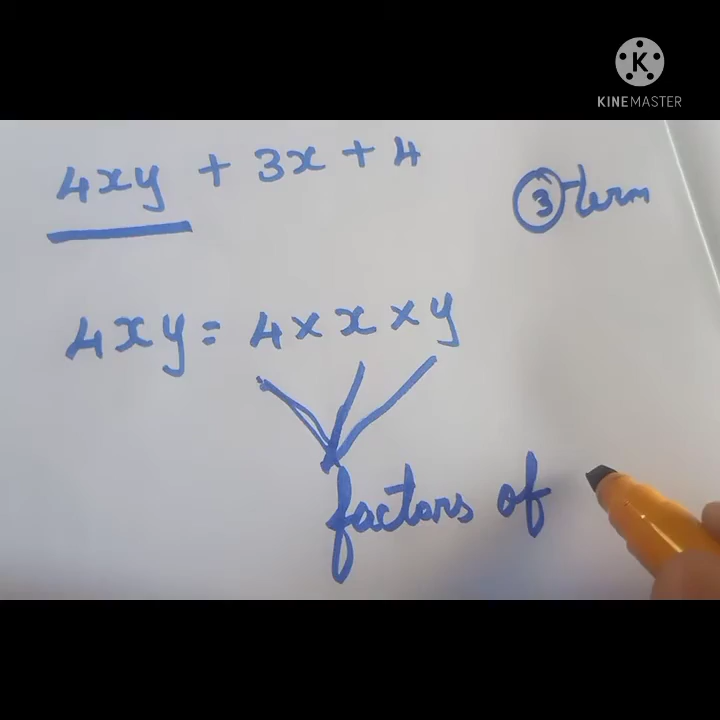 K
KINEMASTER
4xy + 3x + 4
3 term
4xy = 4 × x × y
factors of